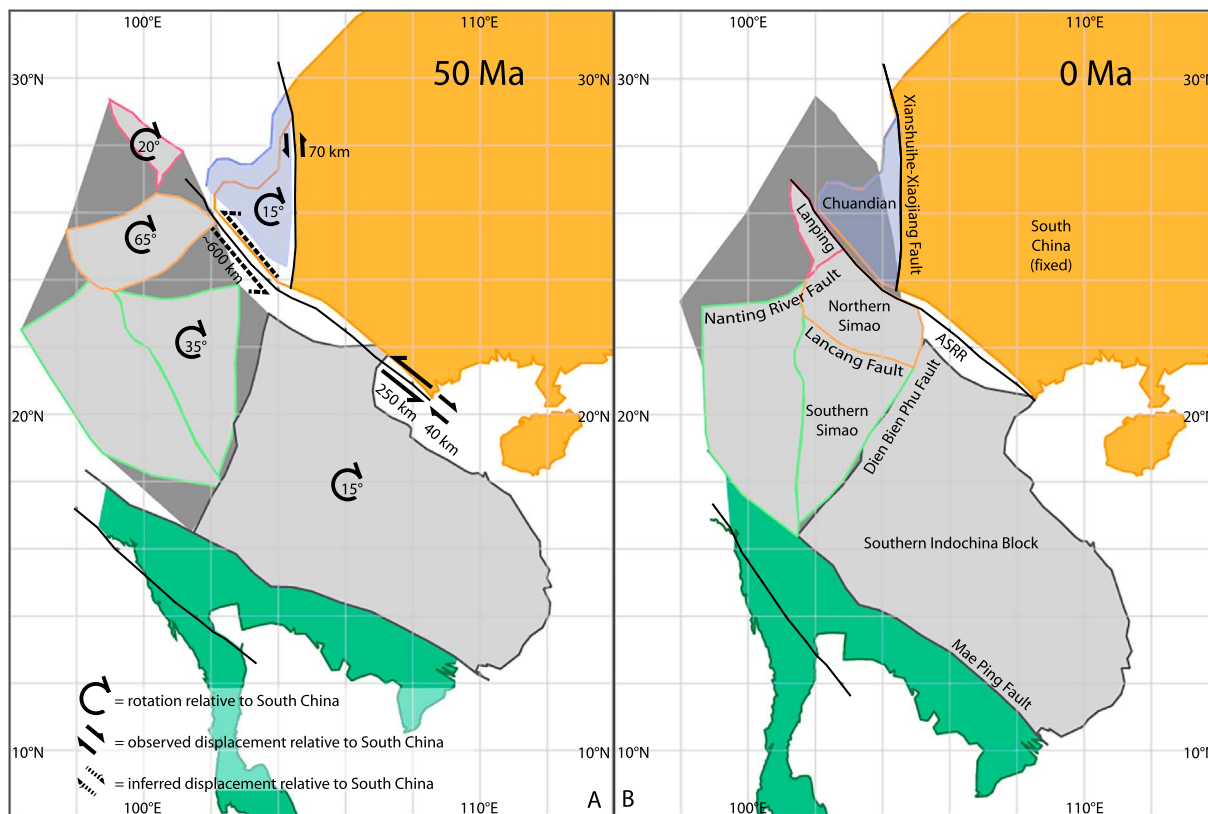 100°E
110°E
30°N
50 Ma
30°N
20°
70 km
15°
65°
~600 km
35°
250 km
40 km
20°N
20°N
15°
= rotation relative to South China
= observed displacement relative to South China
= inferred displacement relative to South China
10°N
10°N
100°E
110°E
A
100°E
110°E
30°N
0 Ma
30°N
Xianshuihe-Xiaojiang Fault
Chuandian
Lanping
South
China
(fixed)
Nanting River Fault
Northern
Simao
ASRR
Lancang Fault
Dien Bien Phu Fault
Southern
Simao
20°N
20°N
Southern Indochina Block
Mae Ping Fault
10°N
10°N
100°E
110°E
B